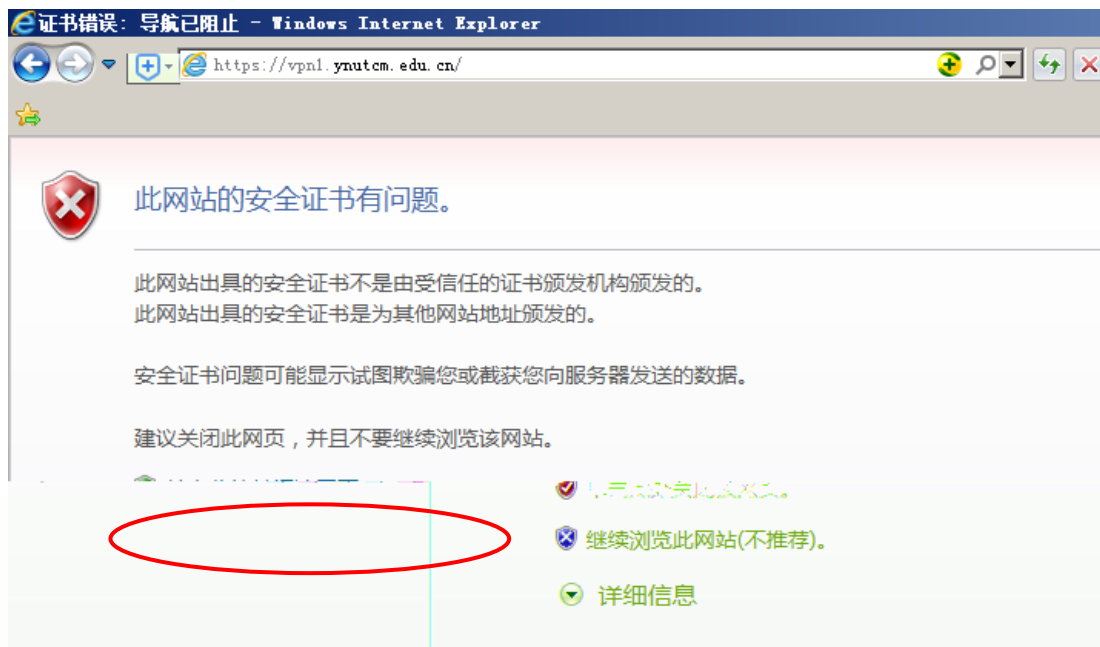 证书错误: 导航已阻止 - Windows Internet Explorer
https://vpn1.ynutcm.edu.cn/
此网站的安全证书有问题。
此网站出具的安全证书不是由受信任的证书颁发机构颁发的。
此网站出具的安全证书是为其他网站地址颁发的。
安全证书问题可能显示试图欺骗您或截获您向服务器发送的数据。
建议关闭此网页，并且不要继续浏览该网站。
继续浏览此网站(不推荐)。
详细信息